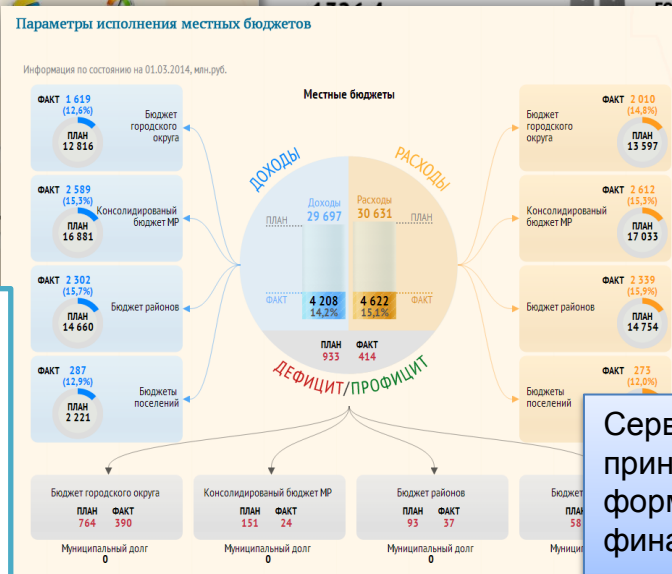 Параметры исполнения местных бюджетов
Информация по состоянию на 01.03.2014, млн.руб.
Местные бюджеты
ФАКТ 1 619
(12,6%)
ПЛАН
12 816
Бюджет
городского
округа
ФАКТ 2 589
(15,3%)
ПЛАН
16 881
Консолидированый
бюджет МР
ФАКТ 2 302
(15,7%)
ПЛАН
14 660
Бюджет районов
ФАКТ 287
(12,9%)
ПЛАН
2 221
Бюджеты
поселений
ДОХОДЫ
РАСХОДЫ
Доходы
29 697
Расходы
30 631
ПЛАН
ПЛАН
ФАКТ
4 208
14,2%
4 622
15,1%
ФАКТ
ПЛАН ФАКТ
933 414
ДЕФИЦИТ/ПРОФИЦИТ
Бюджет
городского
округа
ФАКТ 2 010
(14,8%)
ПЛАН
13 597
Консолидированый
бюджет МР
ФАКТ 2 612
(15,3%)
ПЛАН
17 033
Бюджет районов
ФАКТ 2 339
(15,9%)
ПЛАН
14 754
Бюджеты
поселений
ФАКТ 273
(12,0%)
Бюджет городского округа
ПЛАН ФАКТ
764 390
Муниципальный долг
0
Консолидированый бюджет МР
ПЛАН ФАКТ
151 24
Муниципальный долг
0
Бюджет районов
ПЛАН ФАКТ
93 37
Муниципальный долг
0
Бюджет
58